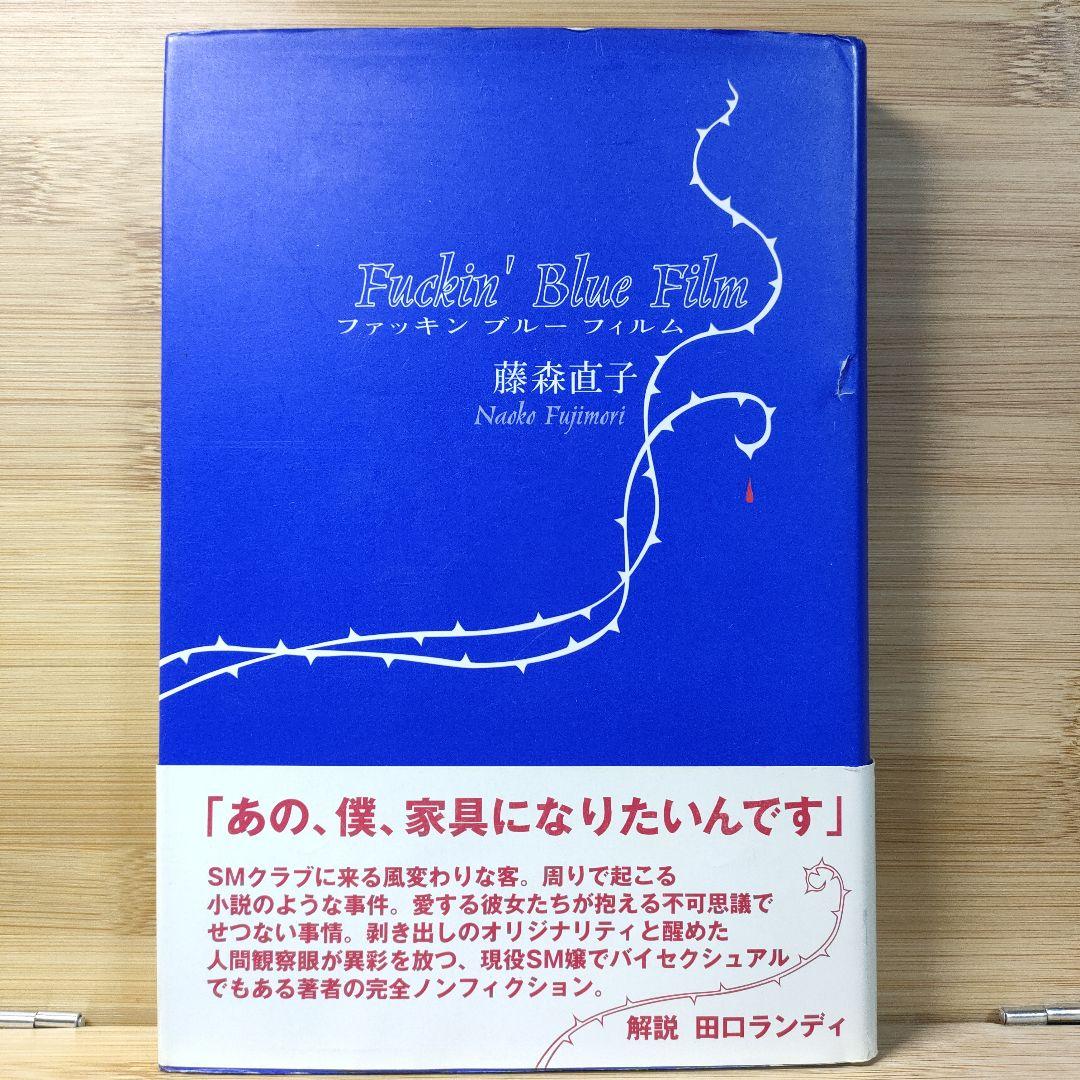 Fuckin' Blue Film
ファッキン ブルー フィルム
藤森直子
Naoko Fujimori
「あの、僕、家具になりたいんです」
SMクラブに来る風変わりな客。周りで起こる
小説のような事件。愛する彼女たちが抱える不可思議で
せつない事情。剥き出しのオリジナリティと醒めた
人間観察眼が異彩を放つ、現役SM嬢でバイセクシュアル
でもある著者の完全ノンフィクション。
解説 田口ランディ